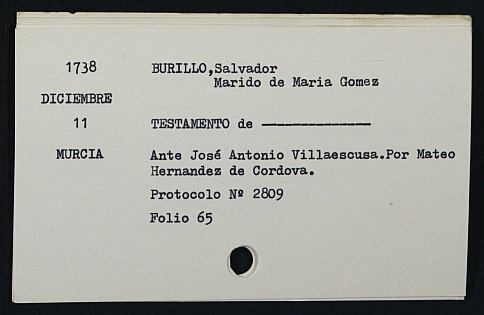 1738 BURILLO,Salvador
Marido de Maria Gomez
DICIEMBRE
11 TESTAMENTO de ——————————
MURCIA Ante José Antonio Villaescusa.Por Mateo
Hernandez de Cordova.
Protocolo Nº 2809
Folio 65